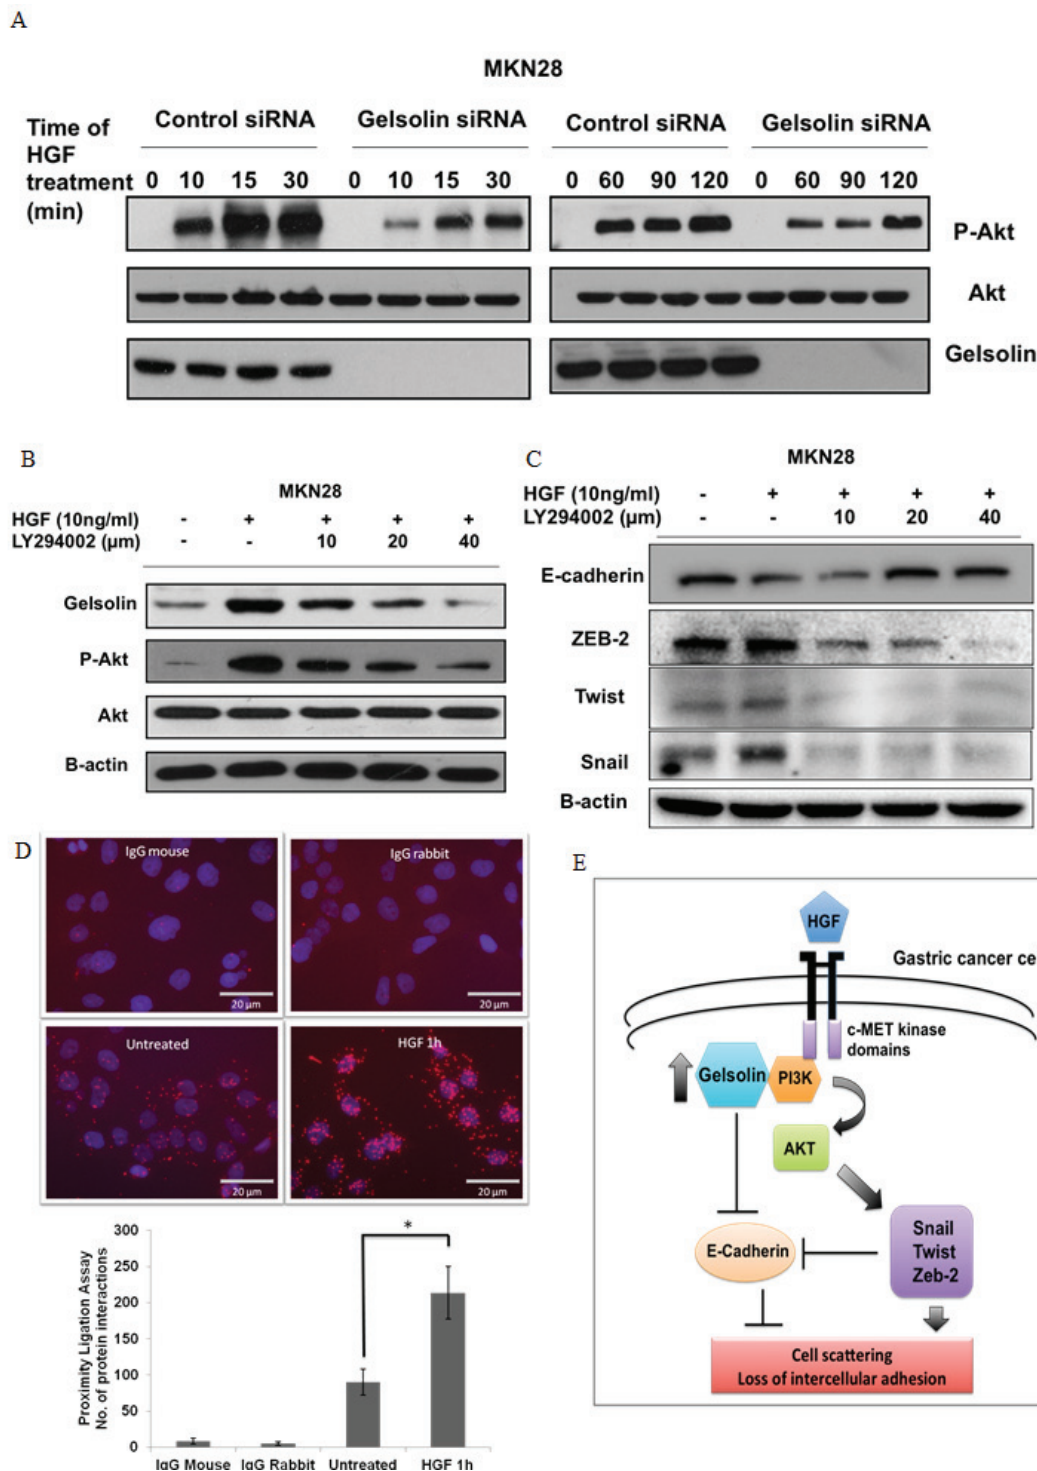 A
MKN28
Time of HGF treatment (min)
Control siRNA Gelsolin siRNA Control siRNA Gelsolin siRNA
0 10 15 30 0 10 15 30 0 60 90 120 0 60 90 120
P-Akt
Akt
Gelsolin
B
MKN28
HGF (10ng/ml) - + + + +
LY294002 (µm) - - 10 20 40
Gelsolin
P-Akt
Akt
B-actin
C
MKN28
HGF (10ng/ml) - + + + +
LY294002 (µm) - - 10 20 40
E-cadherin
ZEB-2
Twist
Snail
B-actin
D
IgG mouse
20 µm
IgG rabbit
20 µm
Untreated
20 µm
HGF 1h
20 µm
Proximity Ligation Assay
No. of protein interactions
300
250
200
150
100
50
0
*
IgG Mouse IgG Rabbit Untreated HGF 1h
E
HGF
Gastric cancer ce
c-MET kinase
domains
Gelsolin
PI3K
AKT
E-Cadherin
Snail
Twist
Zeb-2
Cell scattering
Loss of intercellular adhesion